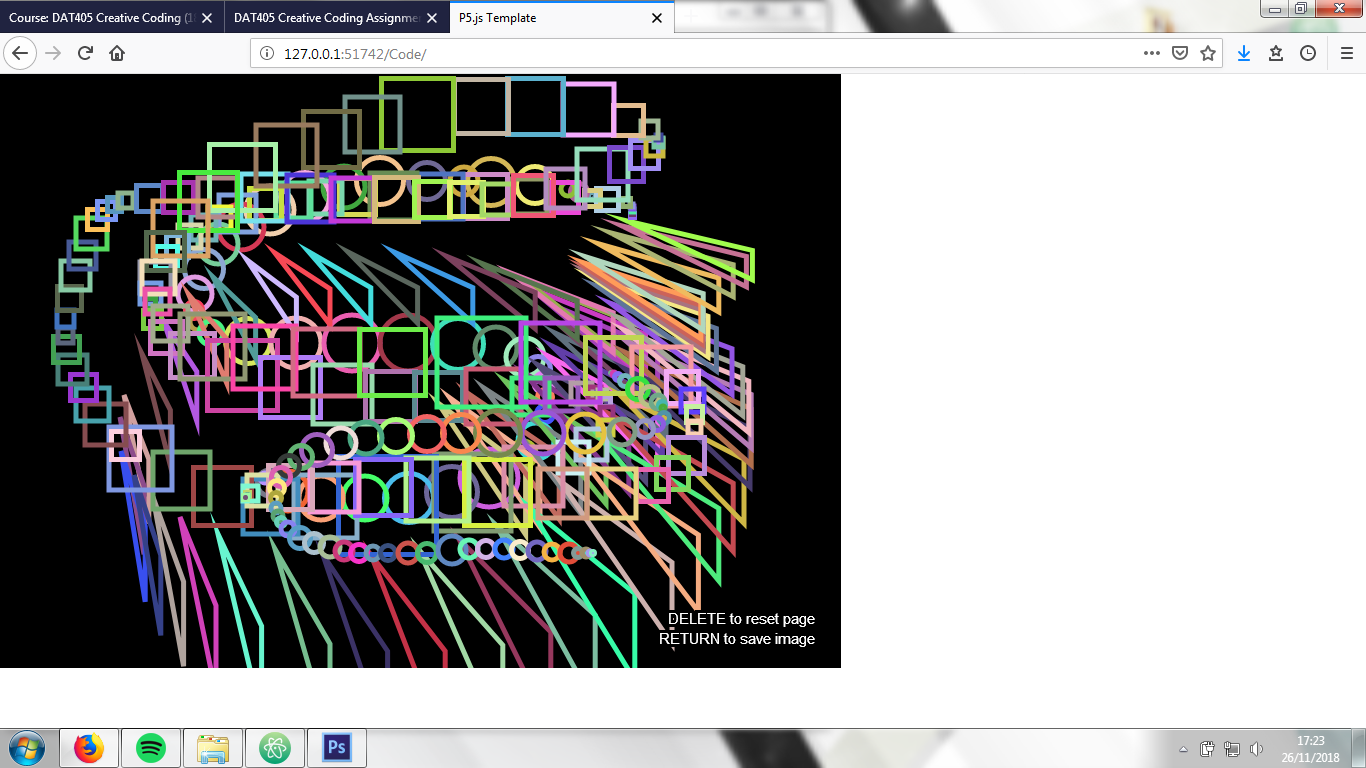 Course: DAT405 Creative Coding (1
DAT405 Creative Coding Assignme
P5.js Template
127.0.0.1:51742/Code/
DELETE to reset page
RETURN to save image
Ps
17:23
26/11/2018